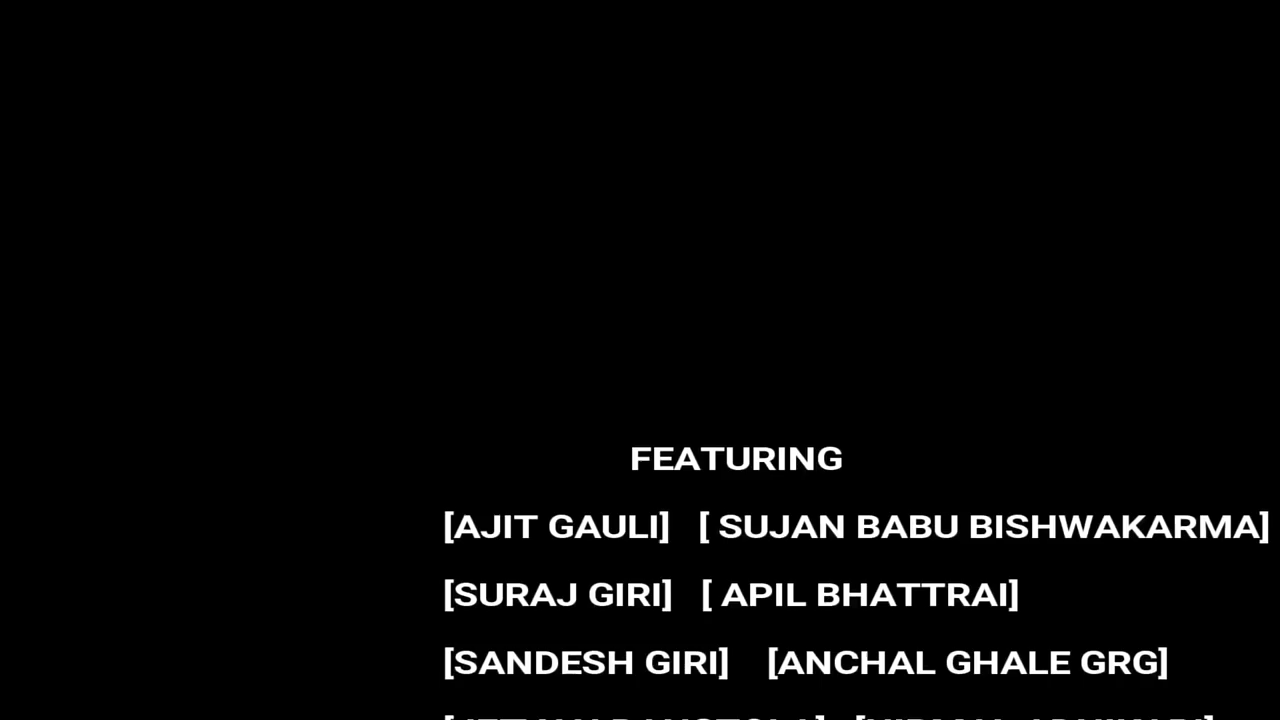 FEATURING
[AJIT GAULI] [ SUJAN BABU BISHWAKARMA]
[SURAJ GIRI] [ APIL BHATTRAI]
[SANDESH GIRI] [ANCHAL GHALE GRG]